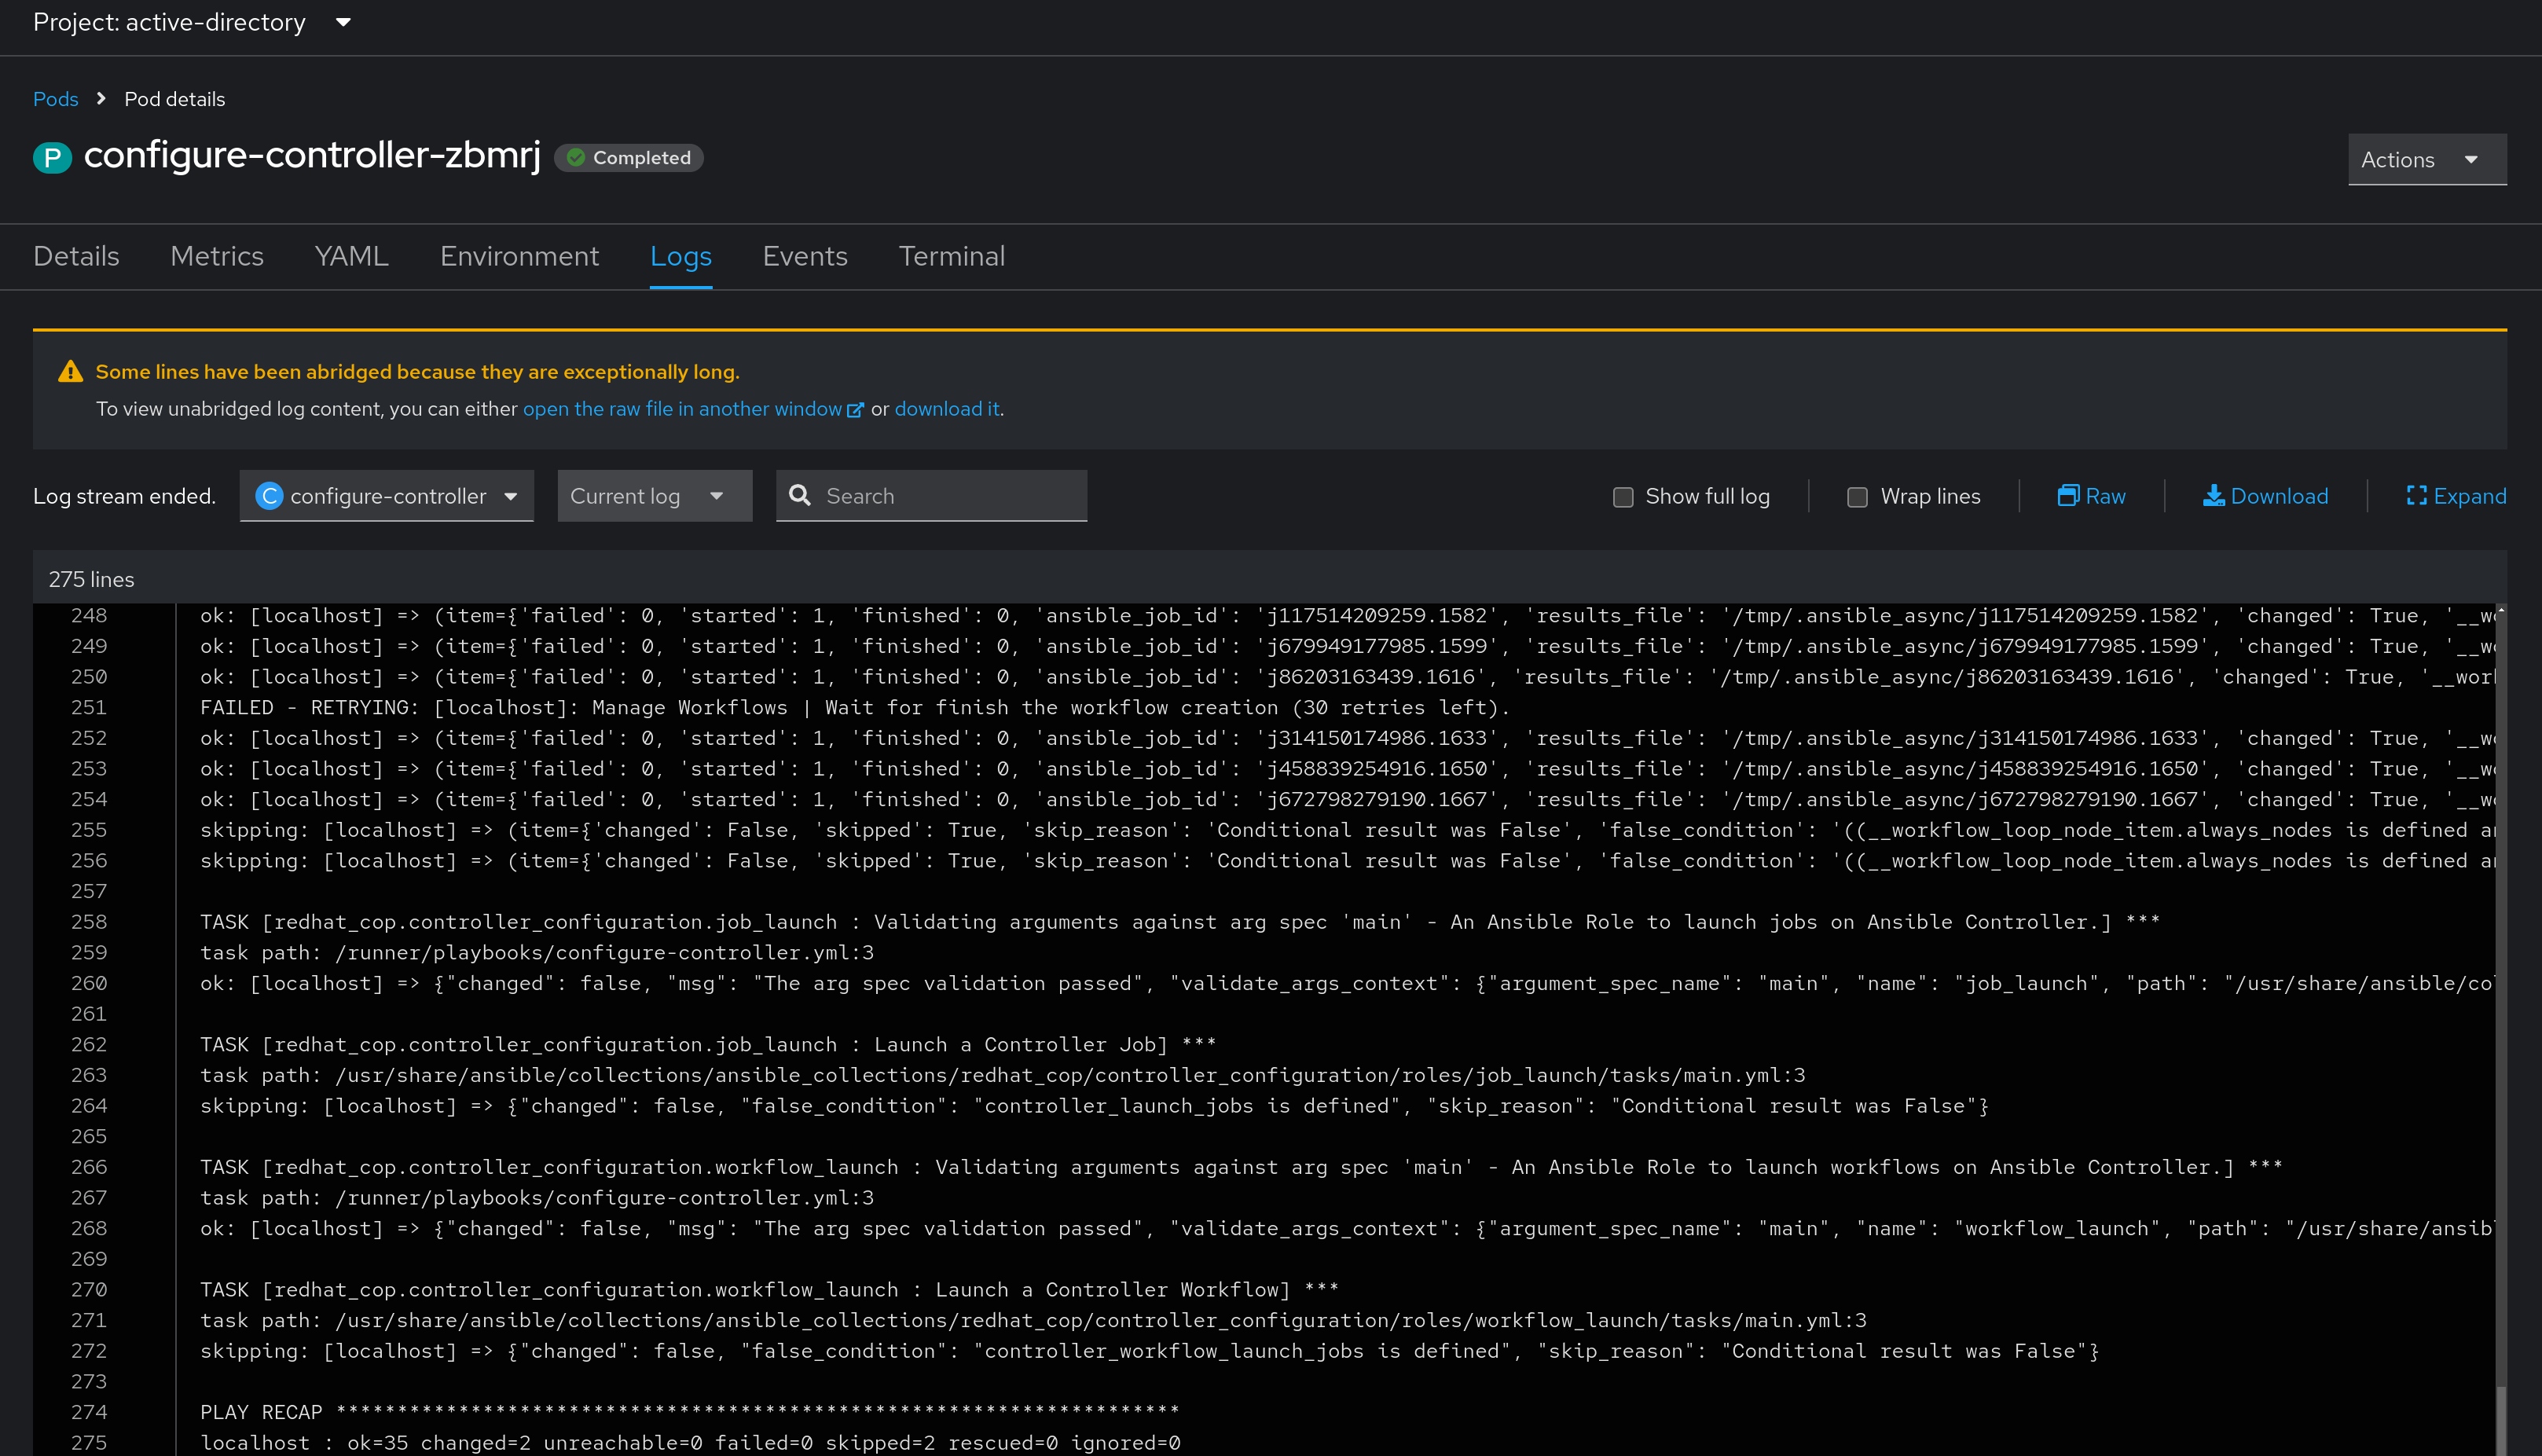 Project: active-directory
Pods Pod details
P configure-controller-zbmrj Completed
Actions
Details Metrics YAML Environment Logs Events Terminal
Some lines have been abridged because they are exceptionally long.
To view unabridged log content, you can either open the raw file in another window or download it.
Log stream ended. C configure-controller Current log Search Show full log Wrap lines Raw Download Expand
275 lines
248 ok: [localhost] => (item={'failed': 0, 'started': 1, 'finished': 0, 'ansible_job_id': 'j117514209259.1582', 'results_file': '/tmp/.ansible_async/j117514209259.1582', 'changed': True, '__wo
249 ok: [localhost] => (item={'failed': 0, 'started': 1, 'finished': 0, 'ansible_job_id': 'j679949177985.1599', 'results_file': '/tmp/.ansible_async/j679949177985.1599', 'changed': True, '__wo
250 ok: [localhost] => (item={'failed': 0, 'started': 1, 'finished': 0, 'ansible_job_id': 'j86203163439.1616', 'results_file': '/tmp/.ansible_async/j86203163439.1616', 'changed': True, '__worl
251 FAILED - RETRYING: [localhost]: Manage Workflows | Wait for finish the workflow creation (30 retries left).
252 ok: [localhost] => (item={'failed': 0, 'started': 1, 'finished': 0, 'ansible_job_id': 'j314150174986.1633', 'results_file': '/tmp/.ansible_async/j314150174986.1633', 'changed': True, '__wo
253 ok: [localhost] => (item={'failed': 0, 'started': 1, 'finished': 0, 'ansible_job_id': 'j458839254916.1650', 'results_file': '/tmp/.ansible_async/j458839254916.1650', 'changed': True, '__wo
254 ok: [localhost] => (item={'failed': 0, 'started': 1, 'finished': 0, 'ansible_job_id': 'j672798279190.1667', 'results_file': '/tmp/.ansible_async/j672798279190.1667', 'changed': True, '__wo
255 skipping: [localhost] => (item={'changed': False, 'skipped': True, 'skip_reason': 'Conditional result was False', 'false_condition': '((__workflow_loop_node_item.always_nodes is defined a
256 skipping: [localhost] => (item={'changed': False, 'skipped': True, 'skip_reason': 'Conditional result was False', 'false_condition': '((__workflow_loop_node_item.always_nodes is defined a
257
258 TASK [redhat_cop.controller_configuration.job_launch : Validating arguments against arg spec 'main' - An Ansible Role to launch jobs on Ansible Controller.] ***
259 task path: /runner/playbooks/configure-controller.yml:3
260 ok: [localhost] => {"changed": false, "msg": "The arg spec validation passed", "validate_args_context": {"argument_spec_name": "main", "name": "job_launch", "path": "/usr/share/ansible/col
261
262 TASK [redhat_cop.controller_configuration.job_launch : Launch a Controller Job] ***
263 task path: /usr/share/ansible/collections/ansible_collections/redhat_cop/controller_configuration/roles/job_launch/tasks/main.yml:3
264 skipping: [localhost] => {"changed": false, "false_condition": "controller_launch_jobs is defined", "skip_reason": "Conditional result was False"}
265
266 TASK [redhat_cop.controller_configuration.workflow_launch : Validating arguments against arg spec 'main' - An Ansible Role to launch workflows on Ansible Controller.] ***
267 task path: /runner/playbooks/configure-controller.yml:3
268 ok: [localhost] => {"changed": false, "msg": "The arg spec validation passed", "validate_args_context": {"argument_spec_name": "main", "name": "workflow_launch", "path": "/usr/share/ansibl
269
270 TASK [redhat_cop.controller_configuration.workflow_launch : Launch a Controller Workflow] ***
271 task path: /usr/share/ansible/collections/ansible_collections/redhat_cop/controller_configuration/roles/workflow_launch/tasks/main.yml:3
272 skipping: [localhost] => {"changed": false, "false_condition": "controller_workflow_launch_jobs is defined", "skip_reason": "Conditional result was False"}
273
274 PLAY RECAP *********************************************************************
275 localhost : ok=35 changed=2 unreachable=0 failed=0 skipped=2 rescued=0 ignored=0